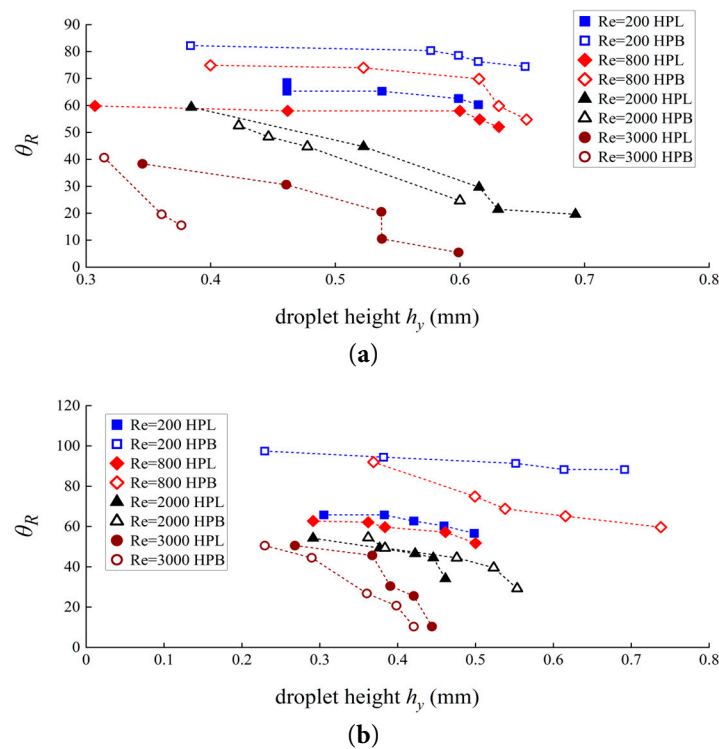 90
80
70
60
50
40
30
20
10
0
θR
0.3
0.4
0.5
0.6
0.7
0.8
droplet height hy (mm)
Re=200 HPL
Re=200 HPB
Re=800 HPL
Re=800 HPB
Re=2000 HPL
Re=2000 HPB
Re=3000 HPL
Re=3000 HPB
(a)
120
100
80
60
40
20
0
θR
Re=200 HPL
Re=200 HPB
Re=800 HPL
Re=800 HPB
Re=2000 HPL
Re=2000 HPB
Re=3000 HPL
Re=3000 HPB
0
0.1
0.2
0.3
0.4
0.5
0.6
0.7
0.8
droplet height hy (mm)
(b)